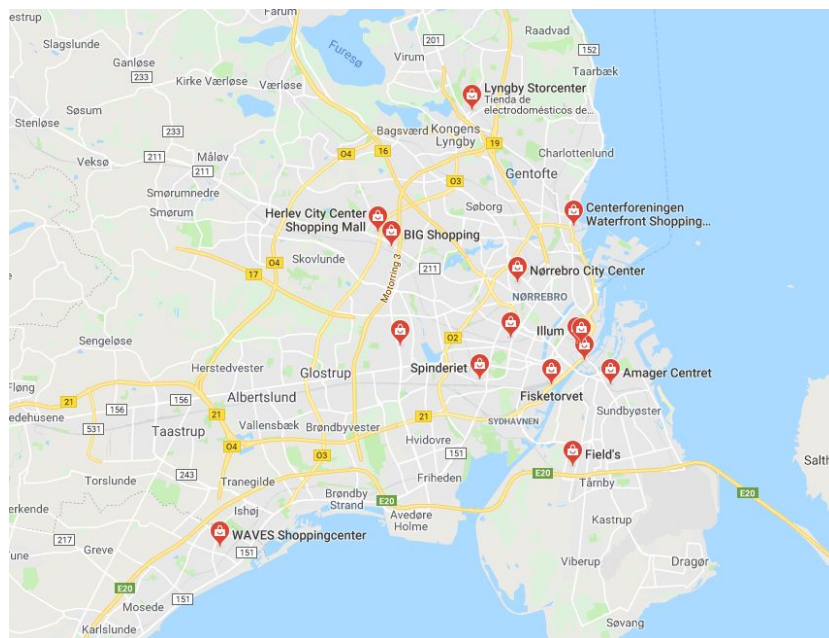 Farum
Raadvad
201
Virum
152
Ølstykke
Slagslunde
Ganløse
233
Kirke Værløse
Værløse
Furesø
Taarbæk
Lyngby Storcenter
Tienda de
electrodomésticos de...
Søsum
Stenløse
233
Bagsværd
Kongens
Lyngby
19
Veksø
211
Måløv
211
O4
16
Charlottenlund
O3
Gentofte
Smørumnedre
Smørum
Herlev City Center
Shopping Mall
Søborg
Centerforeningen
Waterfront Shopping...
BIG Shopping
O4
17
Skovlunde
Motorring 3
211
Nørrebro City Center
NØRREBRO
Sengeløse
Illum
O2
Herstedvester
Glostrup
Spinderiet
Amager Centret
Fløng
21
156
156
Albertslund
Fisketorvet
Hedehusene
531
Taastrup
21
Vallensbæk
Brøndbyvester
21
SYDHAVNEN
Sundbyøster
O4
O3
Hvidovre
151
Field's
Torslunde
243
Tranegilde
Friheden
E20
Tårnby
Salth
Brøndby
Strand
E20
E20
Ishøj
Avedøre
Holme
Kastrup
217
Greve
WAVES Shoppingcenter
151
E20
Viberup
Dragør
Mosede
151
Karlslunde
Søvang